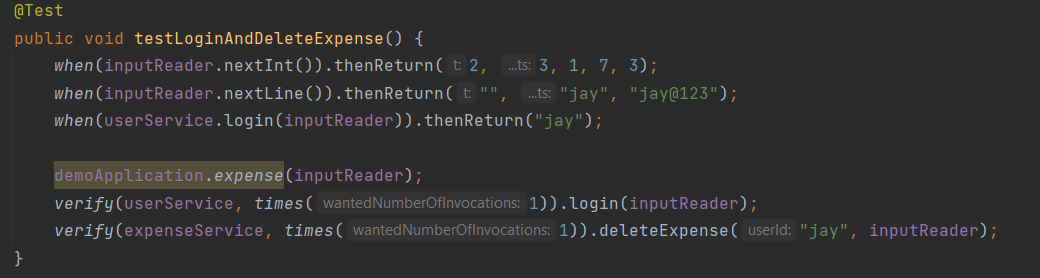 @Test
public void testLoginAndDeleteExpense() {
    when(inputReader.nextInt()).thenReturn( t: 2, ...ts: 3, 1, 7, 3);
    when(inputReader.nextLine()).thenReturn( t: "", ...ts: "jay", "jay@123");
    when(userService.login(inputReader)).thenReturn("jay");
    demoApplication.expense(inputReader);
    verify(userService, times( wantedNumberOfInvocations: 1)).login(inputReader);
    verify(expenseService, times( wantedNumberOfInvocations: 1)).deleteExpense( userId: "jay", inputReader);
}